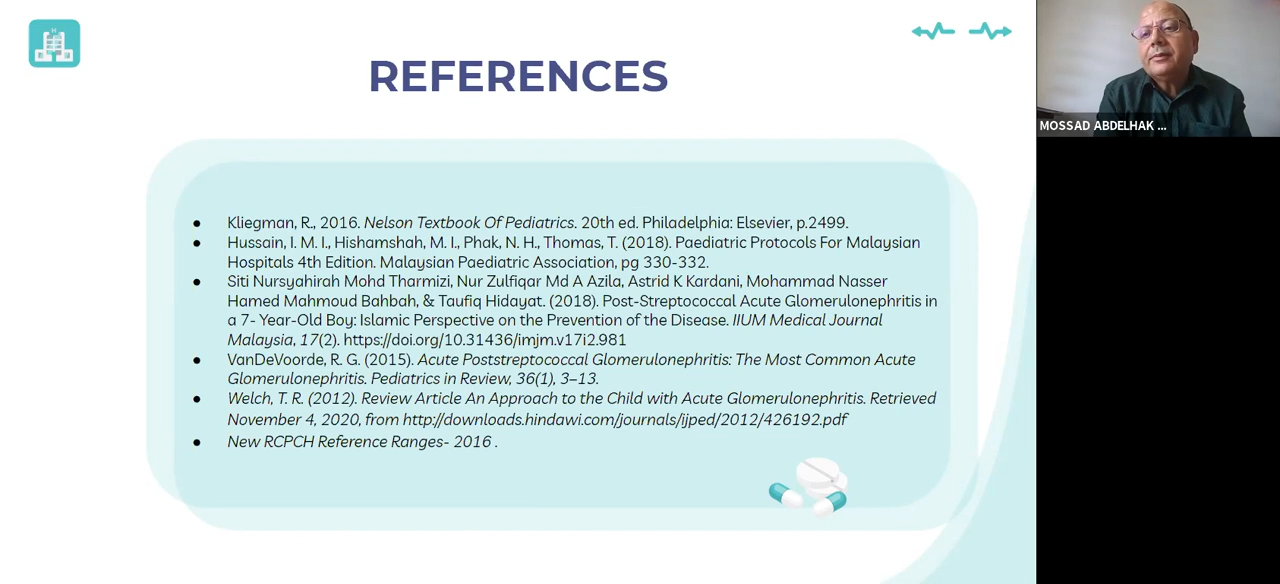 REFERENCES
MOSSAD ABDELHAK ...
● Kliegman, R., 2016. Nelson Textbook Of Pediatrics. 20th ed. Philadelphia: Elsevier, p.2499.
● Hussain, I. M. I., Hishamshah, M. I., Phak, N. H., Thomas, T. (2018). Paediatric Protocols For Malaysian
Hospitals 4th Edition. Malaysian Paediatric Association, pg 330-332.
● Siti Nursyahirah Mohd Tharmizi, Nur Zulfiqar Md A Azila, Astrid K Kardani, Mohammad Nasser
Hamed Mahmoud Bahbah, & Taufiq Hidayat. (2018). Post-Streptococcal Acute Glomerulonephritis in
a 7- Year-Old Boy: Islamic Perspective on the Prevention of the Disease. IIUM Medical Journal
Malaysia, 17(2). https://doi.org/10.31436/imjm.v17i2.981
● VanDeVoorde, R. G. (2015). Acute Poststreptococcal Glomerulonephritis: The Most Common Acute
Glomerulonephritis. Pediatrics in Review, 36(1), 3–13.
● Welch, T. R. (2012). Review Article An Approach to the Child with Acute Glomerulonephritis. Retrieved
November 4, 2020, from http://downloads.hindawi.com/journals/ijped/2012/426192.pdf
● New RCPCH Reference Ranges- 2016 .